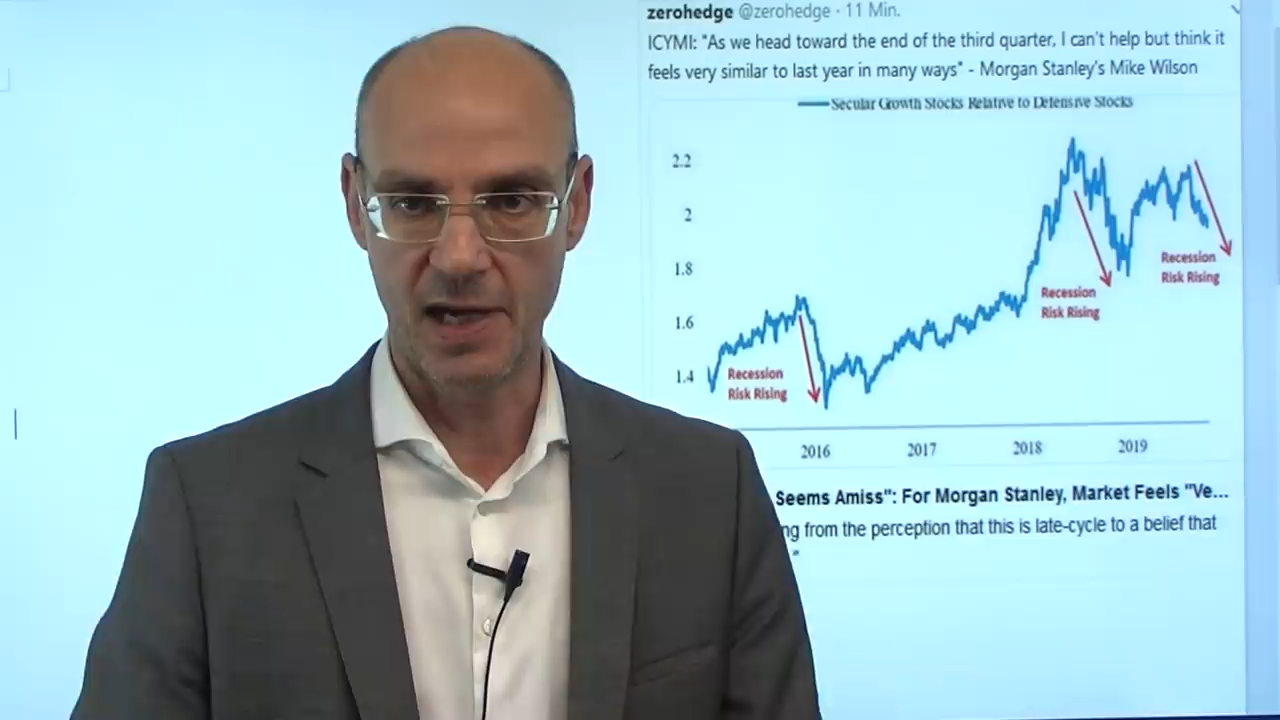 zerohedge @zerohedge · 11 Min.
ICYMI: "As we head toward the end of the third quarter, I can't help but think it
feels very similar to last year in many ways" - Morgan Stanley's Mike Wilson
Secular Growth Stocks Relative to Defensive Stocks
2.2
2
1.8
1.6
1.4
Recession
Risk Rising
Recession
Risk Rising
Recession
Risk Rising
2016
2017
2018
2019
Seems Amiss": For Morgan Stanley, Market Feels "Ve...
ng from the perception that this is late-cycle to a belief that
"